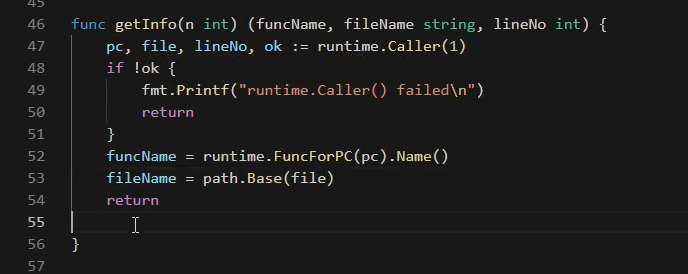 45
46 func getInfo(n int) (funcName, fileName string, lineNo int) {
47     pc, file, lineNo, ok := runtime.Caller(1)
48     if !ok {
49         fmt.Printf("runtime.Caller() failed\n")
50         return
51     }
52     funcName = runtime.FuncForPC(pc).Name()
53     fileName = path.Base(file)
54     return
55
56 }
57